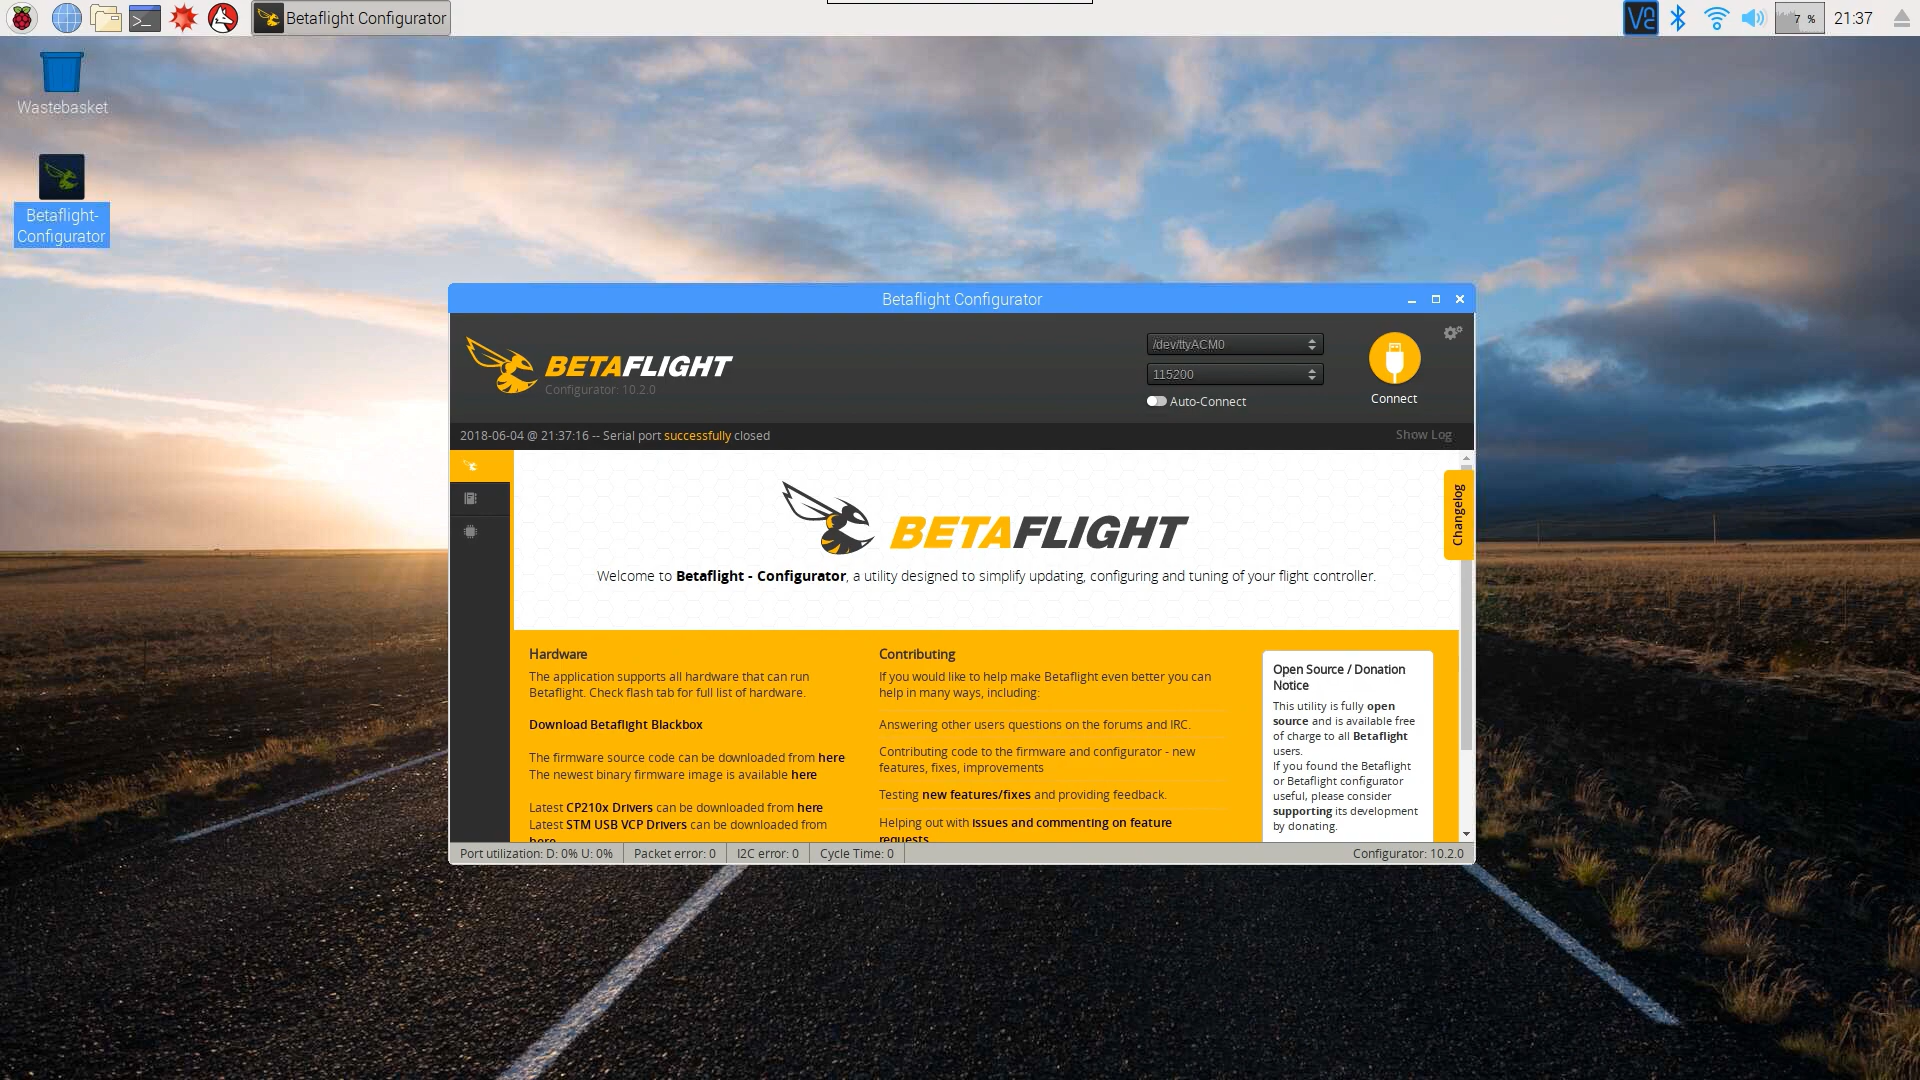 Betaflight Configurator
7 %
21:37
Wastebasket
Betaflight-
Configurator
Betaflight Configurator
BETAFLIGHT
Configurator: 10.2.0
/dev/ttyACM0
115200
Auto-Connect
Connect
2018-06-04 @ 21:37:16 -- Serial port successfully closed
Show Log
Changelog
BETAFLIGHT
Welcome to Betaflight - Configurator, a utility designed to simplify updating, configuring and tuning of your flight controller.
Hardware
The application supports all hardware that can run
Betaflight. Check flash tab for full list of hardware.
Download Betaflight Blackbox
The firmware source code can be downloaded from here
The newest binary firmware image is available here
Latest CP210x Drivers can be downloaded from here
Latest STM USB VCP Drivers can be downloaded from
here
Contributing
If you would like to help make Betaflight even better you can
help in many ways, including:
Answering other users questions on the forums and IRC.
Contributing code to the firmware and configurator - new
features, fixes, improvements
Testing new features/fixes and providing feedback.
Helping out with issues and commenting on feature
requests
Open Source / Donation
Notice
This utility is fully open
source and is available free
of charge to all Betaflight
users.
If you found the Betaflight
or Betaflight configurator
useful, please consider
supporting its development
by donating.
Port utilization: D: 0% U: 0%
Packet error: 0
I2C error: 0
Cycle Time: 0
Configurator: 10.2.0